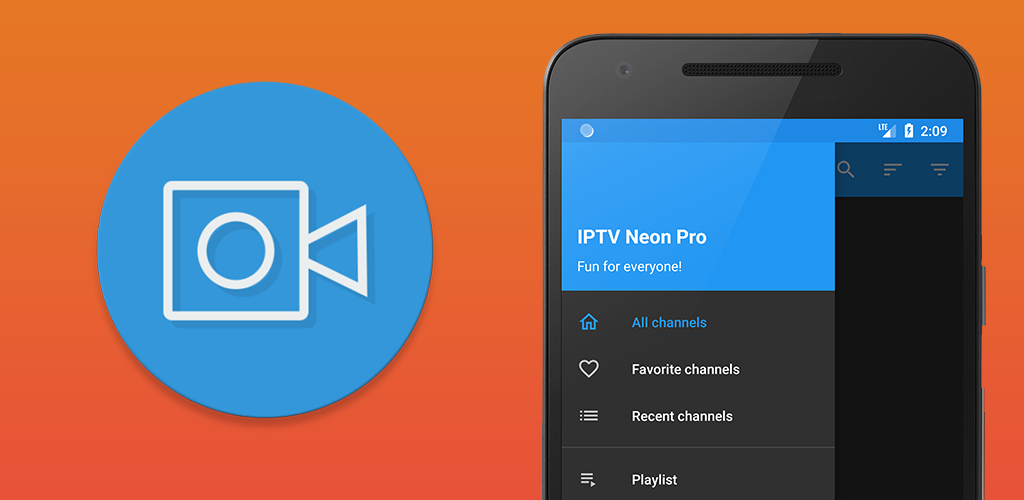 LTE 2:09
IPTV Neon Pro
Fun for everyone!
All channels
Favorite channels
Recent channels
Playlist